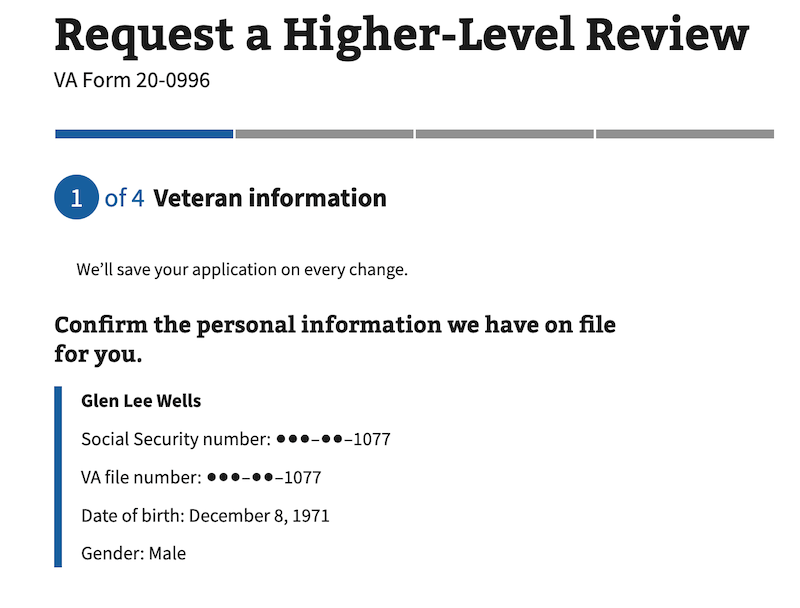 Request a Higher-Level Review
VA Form 20-0996
1 of 4 Veteran information
We’ll save your application on every change.
Confirm the personal information we have on file
for you.
Glen Lee Wells
Social Security number: ●●●–●●–1077
VA file number: ●●●–●●–1077
Date of birth: December 8, 1971
Gender: Male